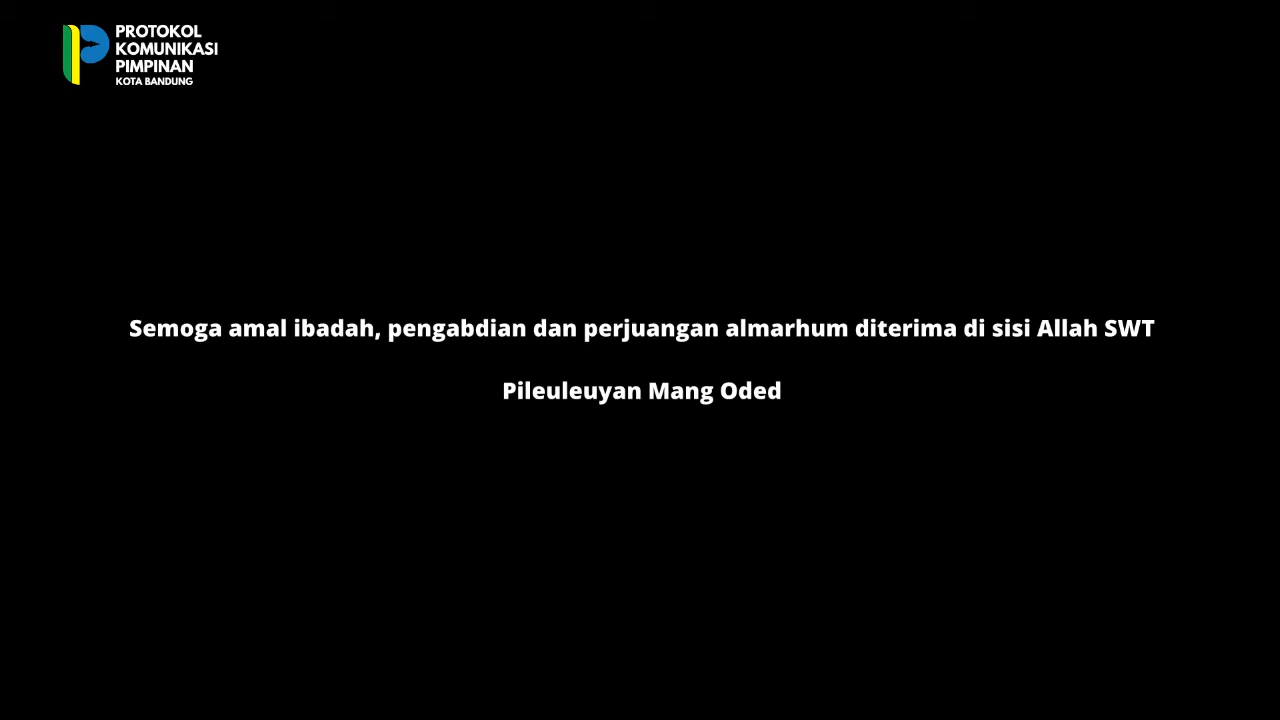 PROTOKOL
KOMUNIKASI
PIMPINAN
KOTA BANDUNG
Semoga amal ibadah, pengabdian dan perjuangan almarhum diterima di sisi Allah SWT
Pileuleuyan Mang Oded